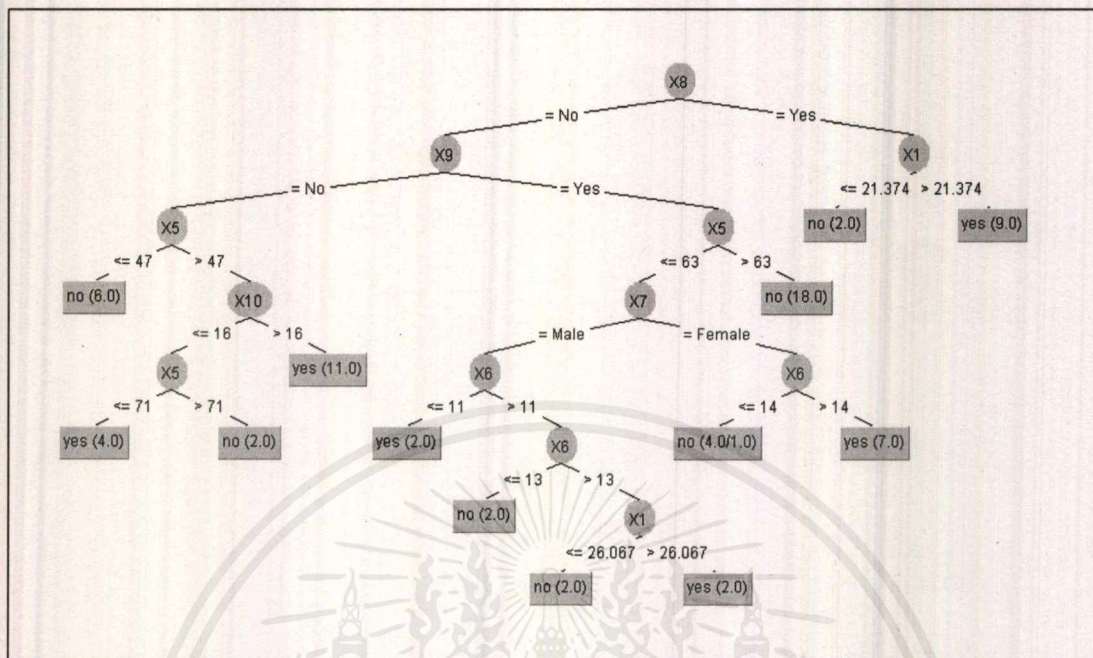 X8
= No
= Yes
X9
X1
= No
= Yes
<= 21.374
> 21.374
X5
X5
no (2.0)
yes (9.0)
<= 47
> 47
<= 63
> 63
no (6.0)
X10
X7
no (18.0)
<= 16
> 16
= Male
= Female
X5
yes (11.0)
X6
X6
<= 71
> 71
<= 11
> 11
<= 14
> 14
yes (4.0)
no (2.0)
yes (2.0)
X6
no (4.0/1.0)
yes (7.0)
<= 13
> 13
no (2.0)
X1
<= 26.067
> 26.067
no (2.0)
yes (2.0)